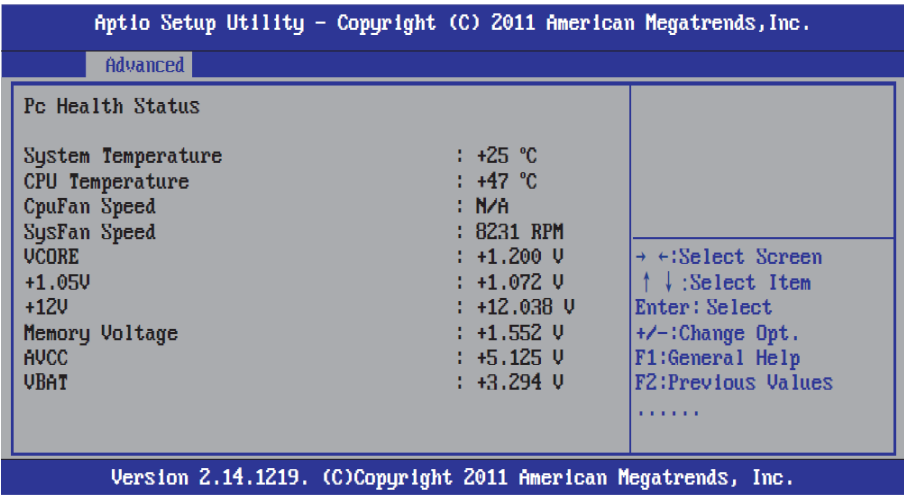 Aptio Setup Utility - Copyright (C) 2011 American Megatrends,Inc.
Advanced
Pc Health Status
System Temperature : +25 °C
CPU Temperature : +47 °C
CpuFan Speed : N/A
SysFan Speed : 8231 RPM
VCORE : +1.200 V
+1.05V : +1.072 V
+12V : +12.038 V
Memory Voltage : +1.552 V
AVCC : +5.125 V
VBAT : +3.294 V
→ ←:Select Screen
↑ ↓ :Select Item
Enter: Select
+/-:Change Opt.
F1:General Help
F2:Previous Values
......
Version 2.14.1219. (C)Copyright 2011 American Megatrends, Inc.